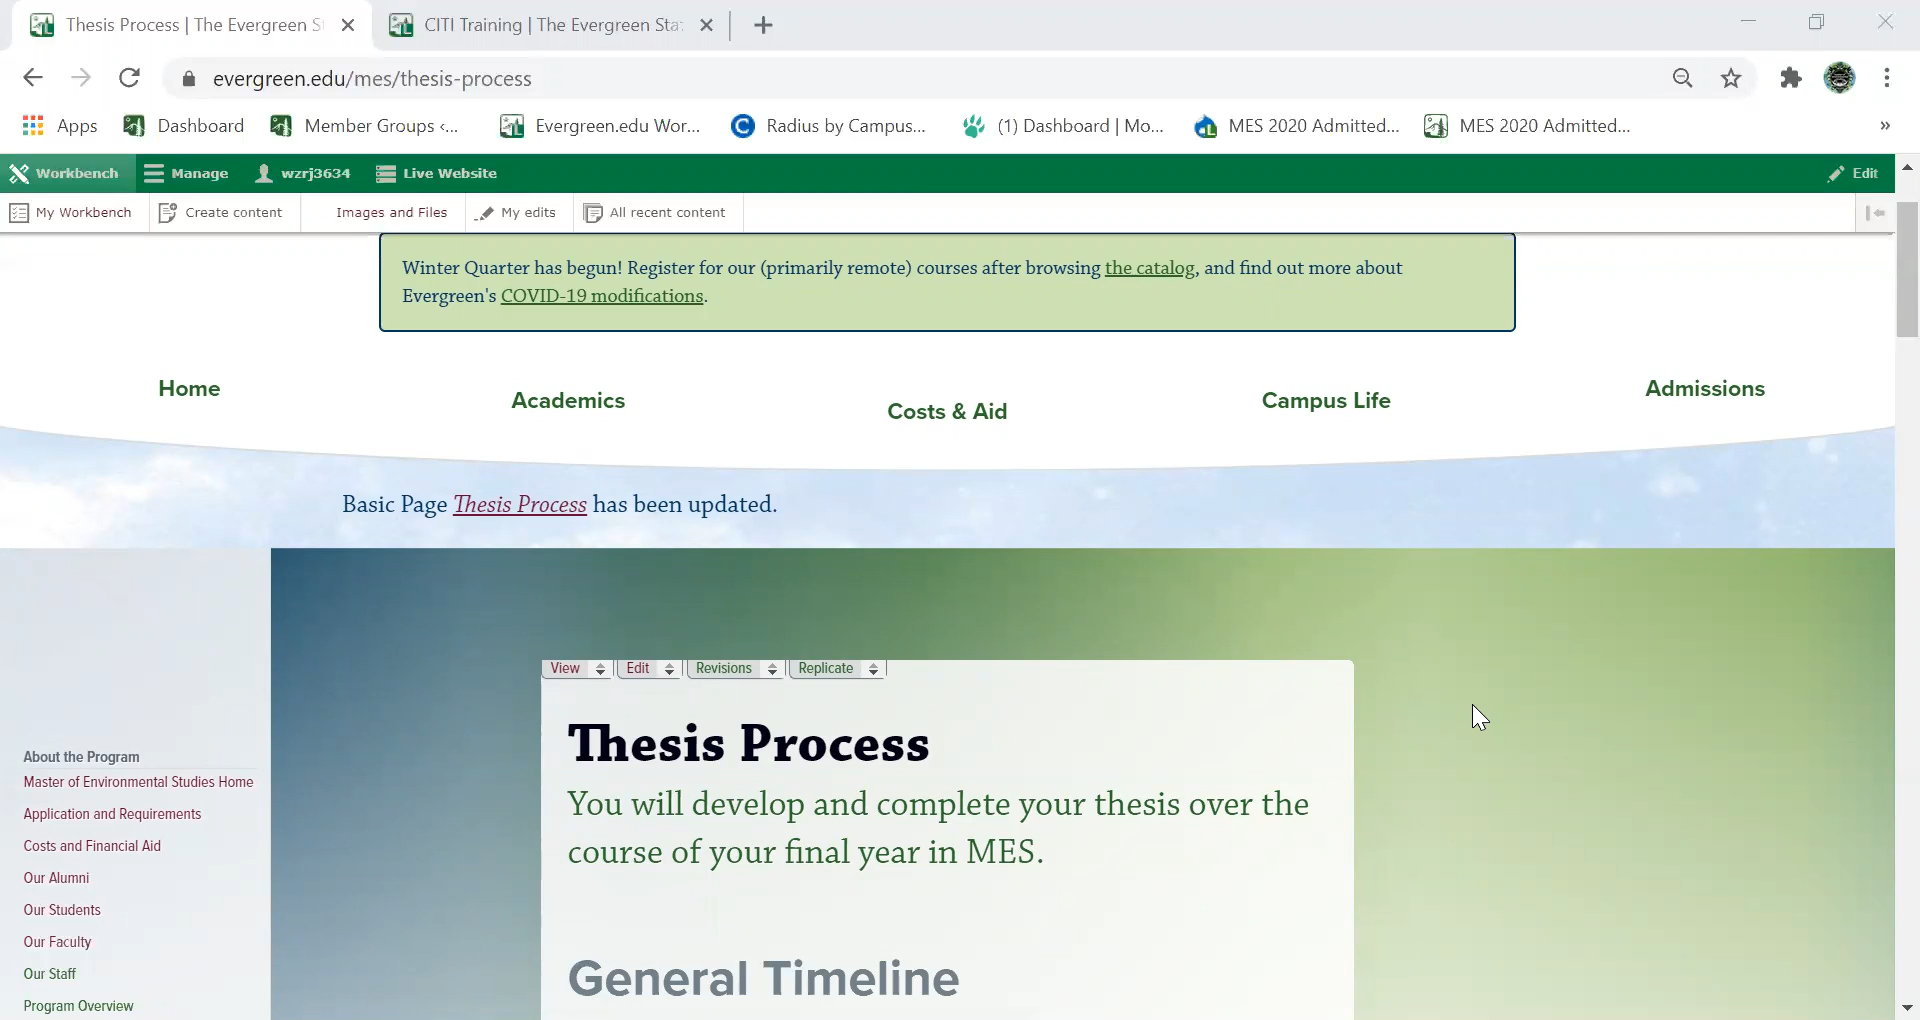 Thesis Process | The Evergreen St
CITI Training | The Evergreen Sta
evergreen.edu/mes/thesis-process
Apps
Dashboard
Member Groups ‹...
Evergreen.edu Wor...
Radius by Campus...
(1) Dashboard | Mo...
MES 2020 Admitted...
MES 2020 Admitted...
»
Workbench
Manage
wzrj3634
Live Website
Edit
My Workbench
Create content
Images and Files
My edits
All recent content
Winter Quarter has begun! Register for our (primarily remote) courses after browsing the catalog, and find out more about
Evergreen's COVID-19 modifications.
Home
Academics
Costs & Aid
Campus Life
Admissions
Basic Page Thesis Process has been updated.
View
Edit
Revisions
Replicate
Thesis Process
You will develop and complete your thesis over the
course of your final year in MES.
General Timeline
About the Program
Master of Environmental Studies Home
Application and Requirements
Costs and Financial Aid
Our Alumni
Our Students
Our Faculty
Our Staff
Program Overview